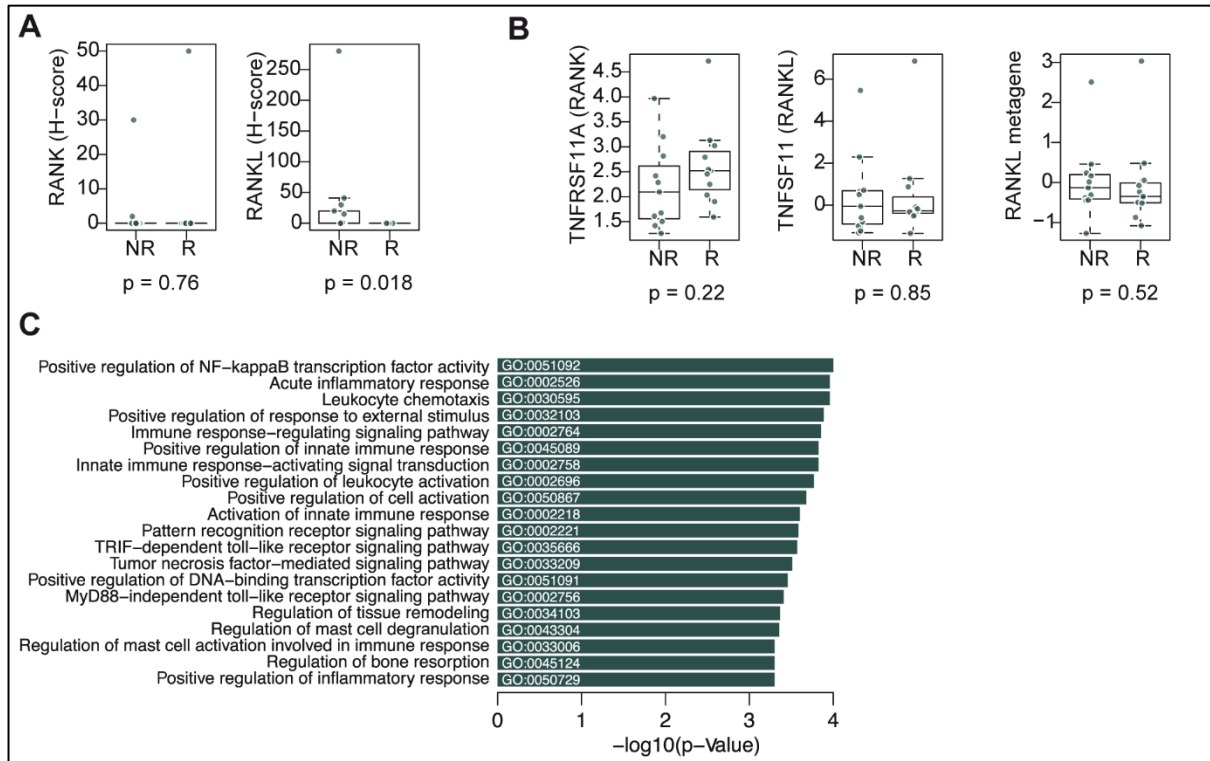 A
B
RANK (H−score)
50
40
30
20
10
0
NR R
p = 0.76
RANKL (H−score)
250
200
150
100
50
0
NR R
p = 0.018
TNFRSF11A (RANK)
4.5
4.0
3.5
3.0
2.5
2.0
1.5
NR R
p = 0.22
TNFSF11 (RANKL)
6
4
2
0
NR R
p = 0.85
RANKL metagene
3
2
1
0
−1
NR R
p = 0.52
C
Positive regulation of NF−kappaB transcription factor activity GO:0051092
Acute inflammatory response GO:0002526
Leukocyte chemotaxis GO:0030595
Positive regulation of response to external stimulus GO:0032103
Immune response−regulating signaling pathway GO:0002764
Positive regulation of innate immune response GO:0045089
Innate immune response−activating signal transduction GO:0002758
Positive regulation of leukocyte activation GO:0002696
Positive regulation of cell activation GO:0050867
Activation of innate immune response GO:0002218
Pattern recognition receptor signaling pathway GO:0002221
TRIF−dependent toll−like receptor signaling pathway GO:0035666
Tumor necrosis factor−mediated signaling pathway GO:0033209
Positive regulation of DNA−binding transcription factor activity GO:0051091
MyD88−independent toll−like receptor signaling pathway GO:0002756
Regulation of tissue remodeling GO:0034103
Regulation of mast cell degranulation GO:0043304
Regulation of mast cell activation involved in immune response GO:0033006
Regulation of bone resorption GO:0045124
Positive regulation of inflammatory response GO:0050729
0 1 2 3 4
−log10(p−Value)